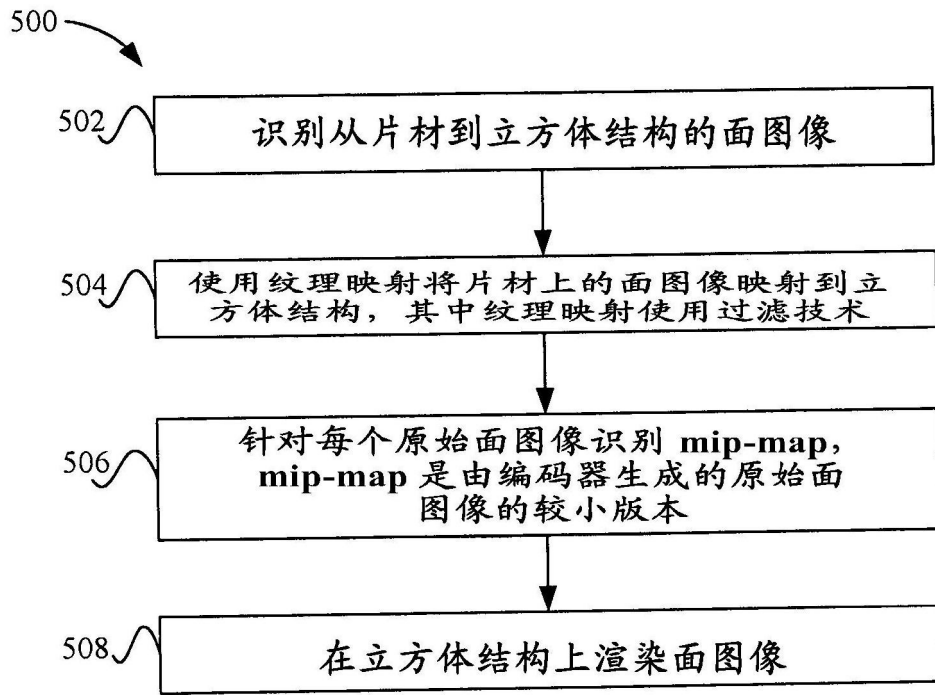 500
502
识别从片材到立方体结构的面图像
504
使用纹理映射将片材上的面图像映射到立
方体结构，其中纹理映射使用过滤技术
506
针对每个原始面图像识别 mip-map，
mip-map 是由编码器生成的原始面
图像的较小版本
508
在立方体结构上渲染面图像